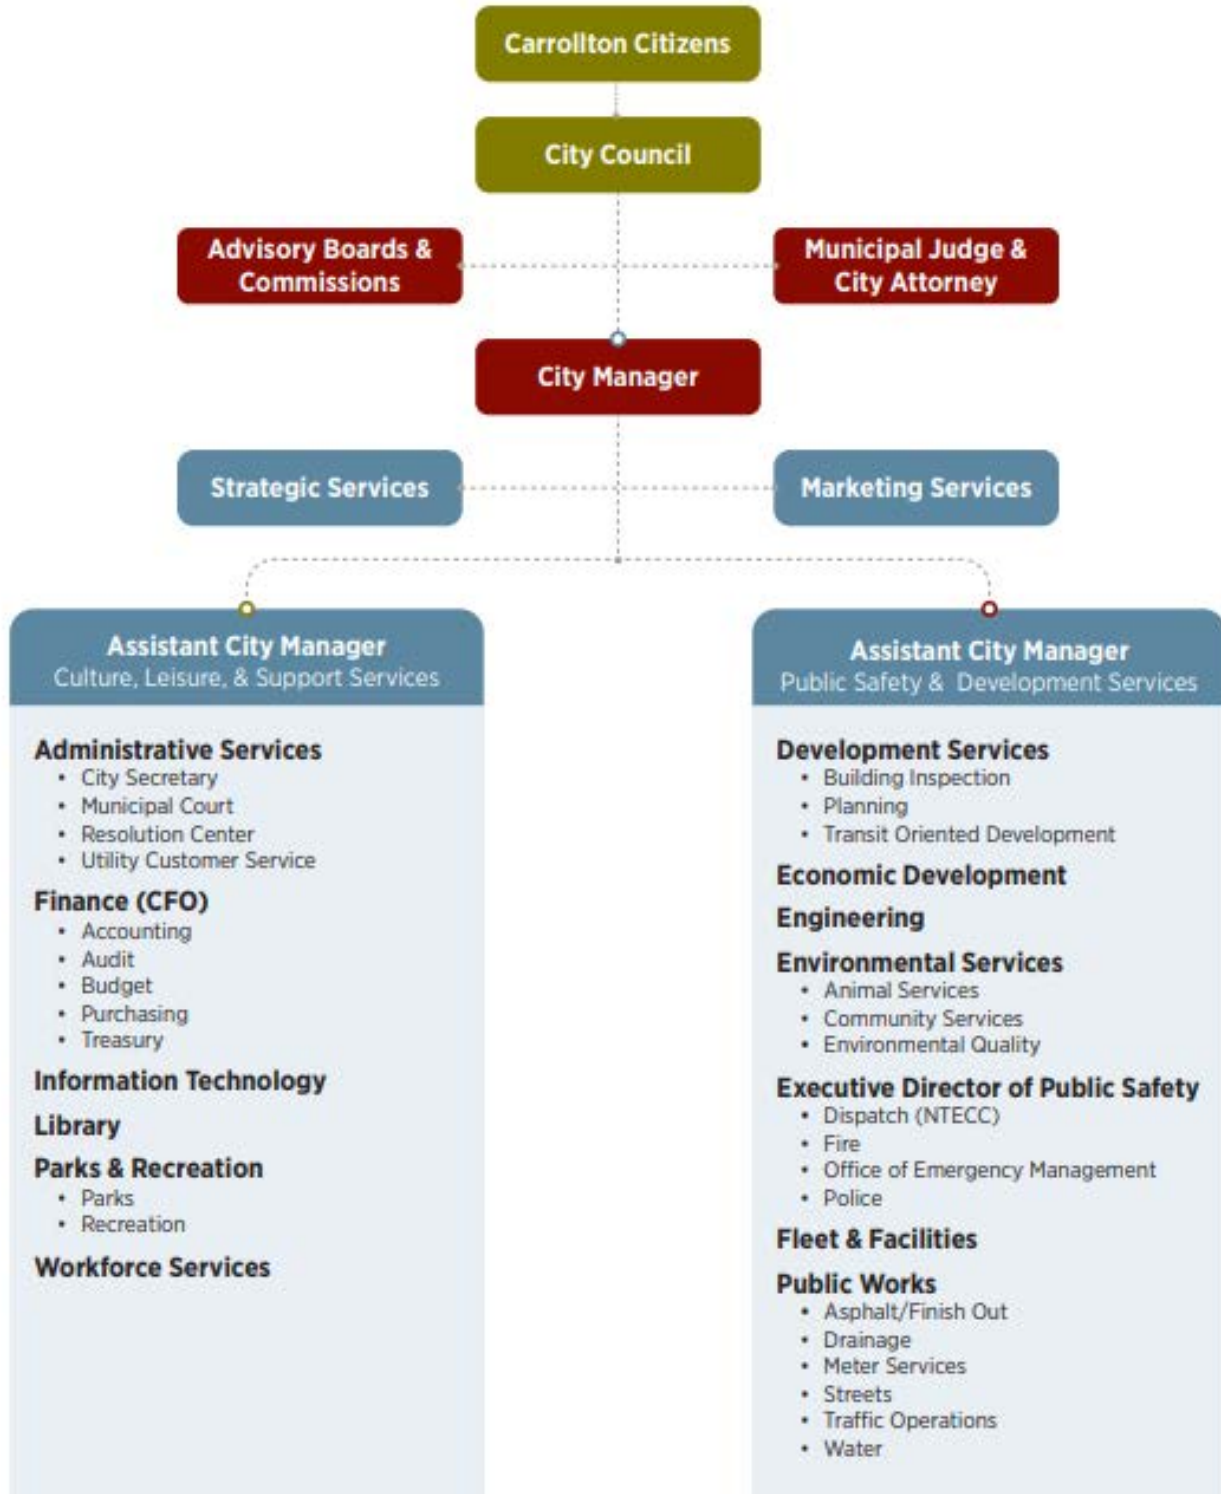 Carrollton Citizens
City Council
Advisory Boards &
Commissions
Municipal Judge &
City Attorney
City Manager
Strategic Services
Marketing Services
Assistant City Manager
Culture, Leisure, & Support Services
Administrative Services
• City Secretary
• Municipal Court
• Resolution Center
• Utility Customer Service
Finance (CFO)
• Accounting
• Audit
• Budget
• Purchasing
• Treasury
Information Technology
Library
Parks & Recreation
• Parks
• Recreation
Workforce Services
Assistant City Manager
Public Safety & Development Services
Development Services
• Building Inspection
• Planning
• Transit Oriented Development
Economic Development
Engineering
Environmental Services
• Animal Services
• Community Services
• Environmental Quality
Executive Director of Public Safety
• Dispatch (NTECC)
• Fire
• Office of Emergency Management
• Police
Fleet & Facilities
Public Works
• Asphalt/Finish Out
• Drainage
• Meter Services
• Streets
• Traffic Operations
• Water